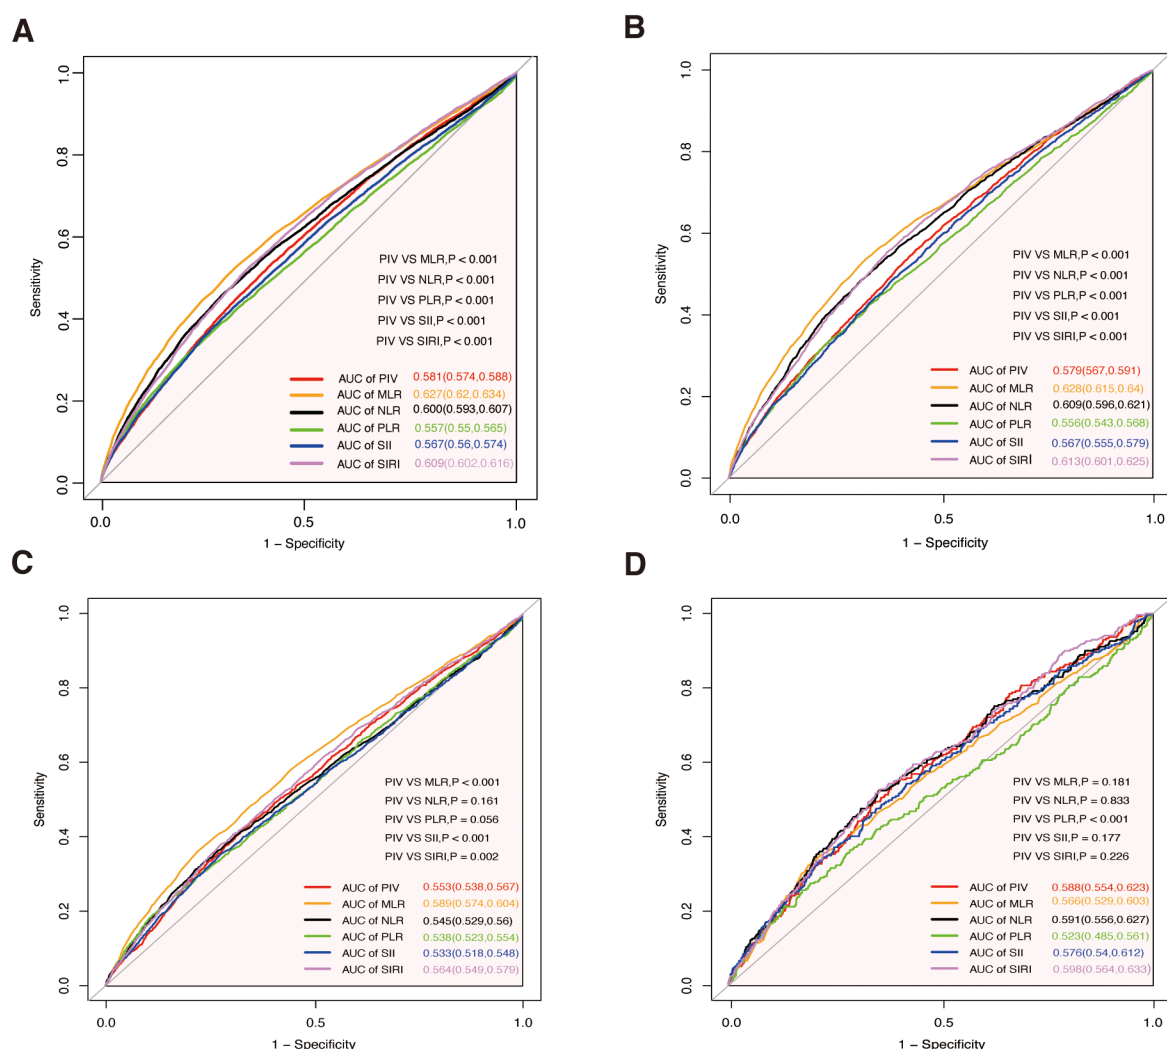 A
1.0
0.8
0.6
0.4
0.2
0.0
Sensitivity
PIV VS MLR,P < 0.001
PIV VS NLR,P < 0.001
PIV VS PLR,P < 0.001
PIV VS SII,P < 0.001
PIV VS SIRI,P < 0.001
AUC of PIV 0.581(0.574,0.588)
AUC of MLR 0.627(0.62,0.634)
AUC of NLR 0.600(0.593,0.607)
AUC of PLR 0.557(0.55,0.565)
AUC of SII 0.567(0.56,0.574)
AUC of SIRI 0.609(0.602,0.616)
0.0 0.5 1.0
1 – Specificity
B
1.0
0.8
0.6
0.4
0.2
0.0
Sensitivity
PIV VS MLR,P < 0.001
PIV VS NLR,P < 0.001
PIV VS PLR,P < 0.001
PIV VS SII,P < 0.001
PIV VS SIRI,P < 0.001
AUC of PIV 0.579(567,0.591)
AUC of MLR 0.628(0.615,0.64)
AUC of NLR 0.609(0.596,0.621)
AUC of PLR 0.556(0.543,0.568)
AUC of SII 0.567(0.555,0.579)
AUC of SIRI 0.613(0.601,0.625)
0.0 0.5 1.0
1 – Specificity
C
1.0
0.8
0.6
0.4
0.2
0.0
Sensitivity
PIV VS MLR,P < 0.001
PIV VS NLR,P = 0.161
PIV VS PLR,P = 0.056
PIV VS SII,P < 0.001
PIV VS SIRI,P = 0.002
AUC of PIV 0.553(0.538,0.567)
AUC of MLR 0.589(0.574,0.604)
AUC of NLR 0.545(0.529,0.56)
AUC of PLR 0.538(0.523,0.554)
AUC of SII 0.533(0.518,0.548)
AUC of SIRI 0.564(0.549,0.579)
0.0 0.5 1.0
1 – Specificity
D
1.0
0.8
0.6
0.4
0.2
0.0
Sensitivity
PIV VS MLR,P = 0.181
PIV VS NLR,P = 0.833
PIV VS PLR,P < 0.001
PIV VS SII,P = 0.177
PIV VS SIRI,P = 0.226
AUC of PIV 0.588(0.554,0.623)
AUC of MLR 0.566(0.529,0.603)
AUC of NLR 0.591(0.556,0.627)
AUC of PLR 0.523(0.485,0.561)
AUC of SII 0.576(0.54,0.612)
AUC of SIRI 0.598(0.564,0.633)
0.0 0.5 1.0
1 – Specificity